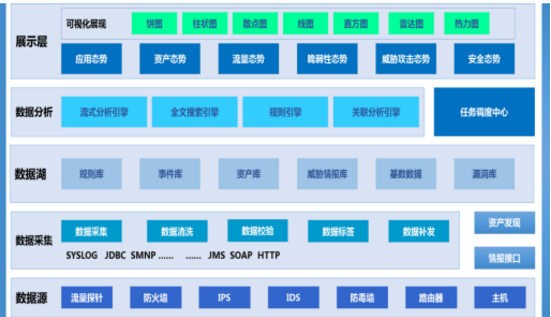 展示层
可视化展现 饼图 柱状图 散点图 线图 直方图 雷达图 热力图
应用态势 资产态势 流量态势 脆弱性态势 威胁攻击态势 安全态势
数据分析 流式分析引擎 全文搜索引擎 规则引擎 关联分析引擎 任务调度中心
数据湖 规则库 事件库 资产库 威胁情报库 基数数据 漏洞库
数据采集 数据采集 数据清洗 数据校验 数据标签 数据补发
SYSLOG JDBC SMNP ...... ...... JMS SOAP HTTP
资产发现
情报接口
数据源 流量探针 防火墙 IPS IDS 防毒墙 路由器 主机